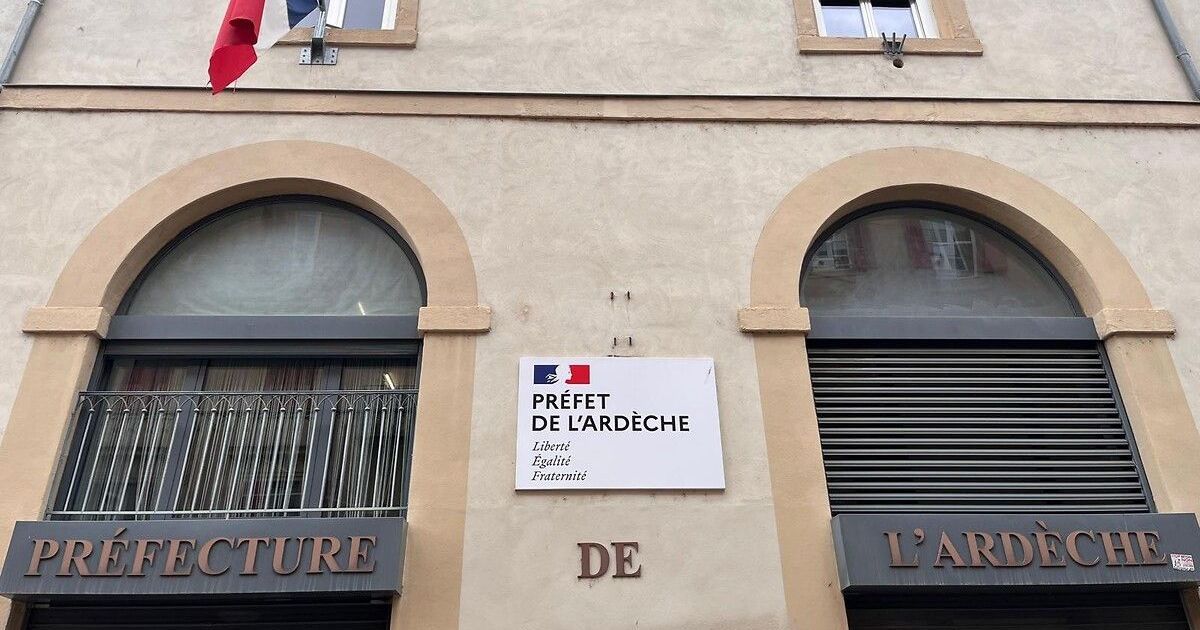 PRÉFET
DE L'ARDÈCHE
Liberté
Égalité
Fraternité
PRÉFECTURE
DE
L'ARDÈCHE